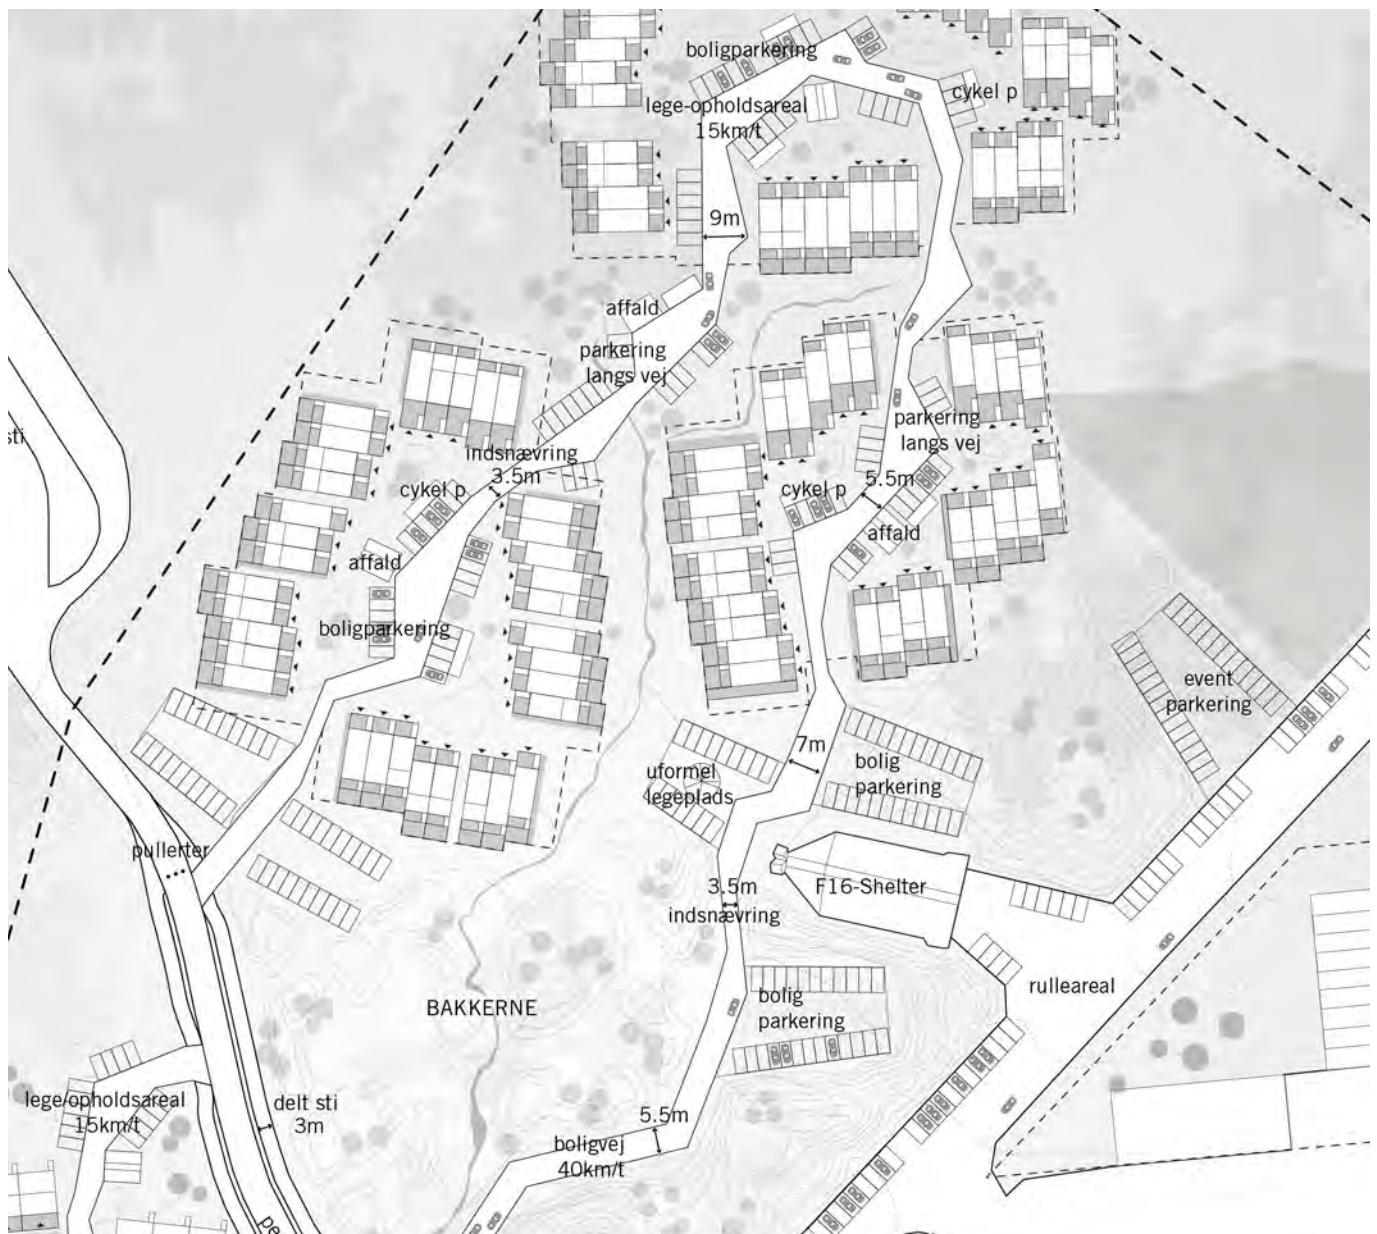 boligparkering
cykel p
lege-opholdsareal
15km/t
9m
affald
parkering
langs vej
parkering
langs vej
sti
indsnævring
3.5m
cykel p
cykel p
5.5m
affald
affald
boligparkering
event
parkering
7m
bolig
parkering
uformel
legeplads
pullerter
F16-Shelter
3.5m
indsnævring
rulleareal
bolig
parkering
BAKKERNE
lege/opholdsareal
15km/t
delt sti
3m
5.5m
boligvej
40km/t
pe